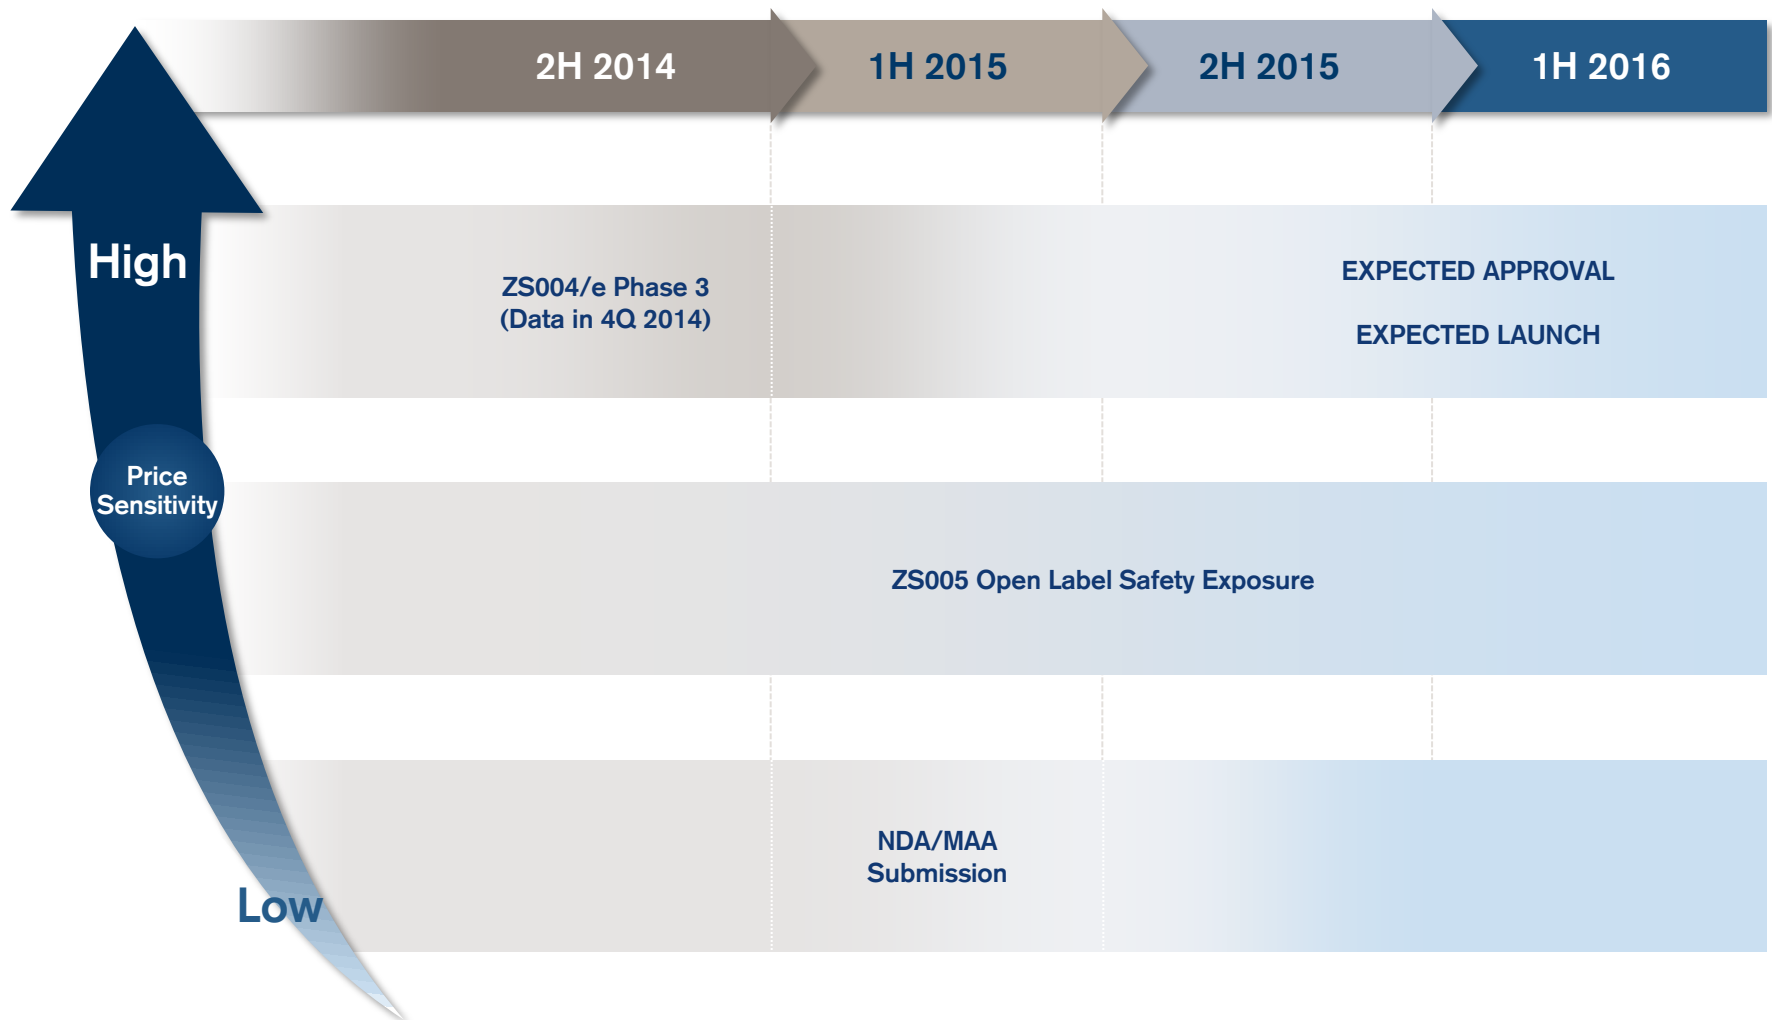 2H 2014
1H 2015
2H 2015
1H 2016
High
ZS004/e Phase 3
(Data in 4Q 2014)
EXPECTED APPROVAL
EXPECTED LAUNCH
Price
Sensitivity
ZS005 Open Label Safety Exposure
NDA/MAA
Submission
Low